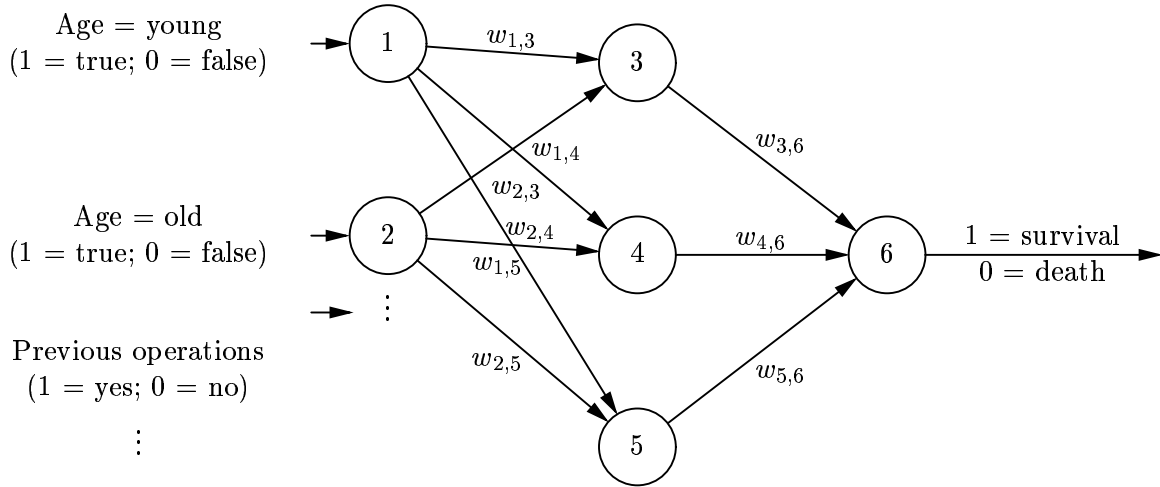 Age = young
(1 = true; 0 = false)
1
w1,3
3
w1,4
w3,6
Age = old
(1 = true; 0 = false)
2
w2,3
w2,4
w1,5
4
w4,6
6
1 = survival
0 = death
⋮
Previous operations
(1 = yes; 0 = no)
⋮
w2,5
w5,6
5